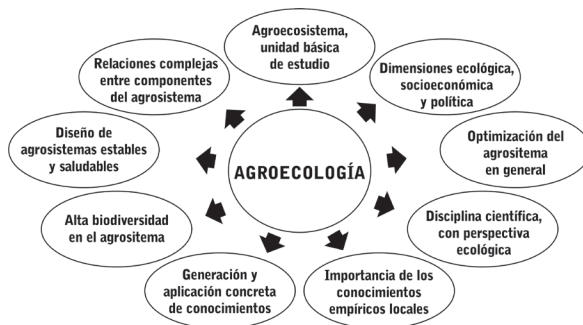 Agroecosistema,
unidad básica
de estudio
Dimensiones ecológica,
socioeconómica
y política
Optimización del
agrositema
en general
Disciplina científica,
con perspectiva
ecológica
Importancia de los
conocimientos
empíricos locales
Generación y
aplicación concreta
de conocimientos
Alta biodiversidad
en el agrositema
Diseño de
agrosistemas estables
y saludables
Relaciones complejas
entre componentes
del agrosistema
AGROECOLOGÍA